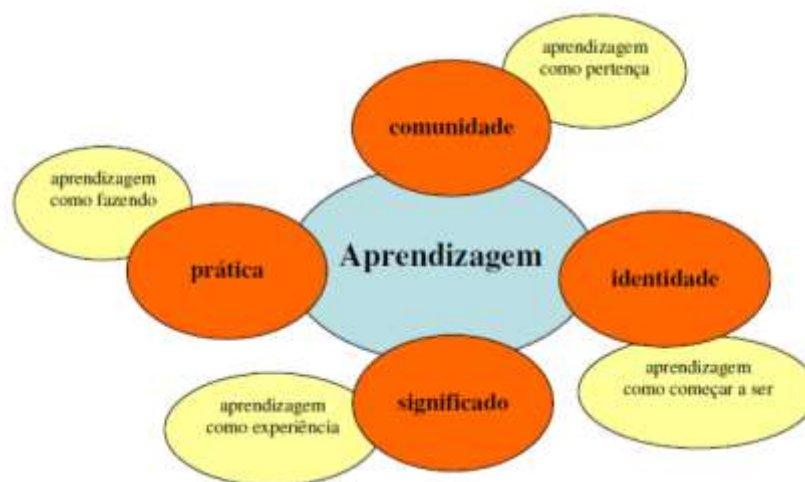 aprendizagem
como pertença
comunidade
aprendizagem
como fazendo
prática
Aprendizagem
identidade
aprendizagem
como começar a ser
significado
aprendizagem
como experiência